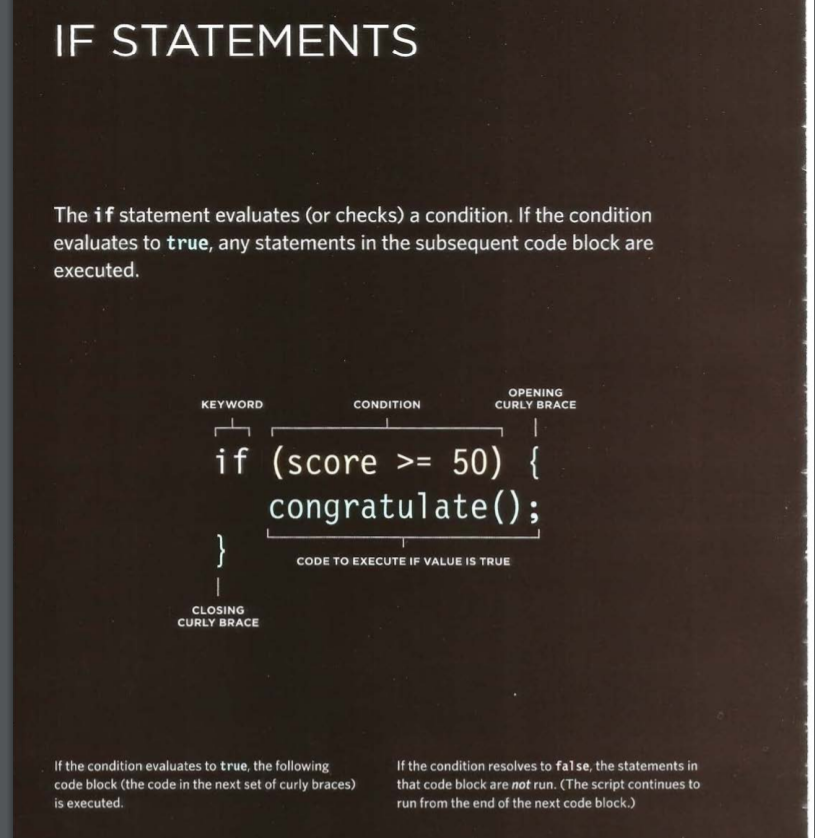 IF STATEMENTS
The if statement evaluates (or checks) a condition. If the condition
evaluates to true, any statements in the subsequent code block are
executed.
KEYWORD
CONDITION
OPENING
CURLY BRACE
if (score >= 50) {
congratulate();
}
CODE TO EXECUTE IF VALUE IS TRUE
CLOSING
CURLY BRACE
If the condition evaluates to true, the following
code block (the code in the next set of curly braces)
is executed.
If the condition resolves to false, the statements in
that code block are not run. (The script continues to
run from the end of the next code block.)